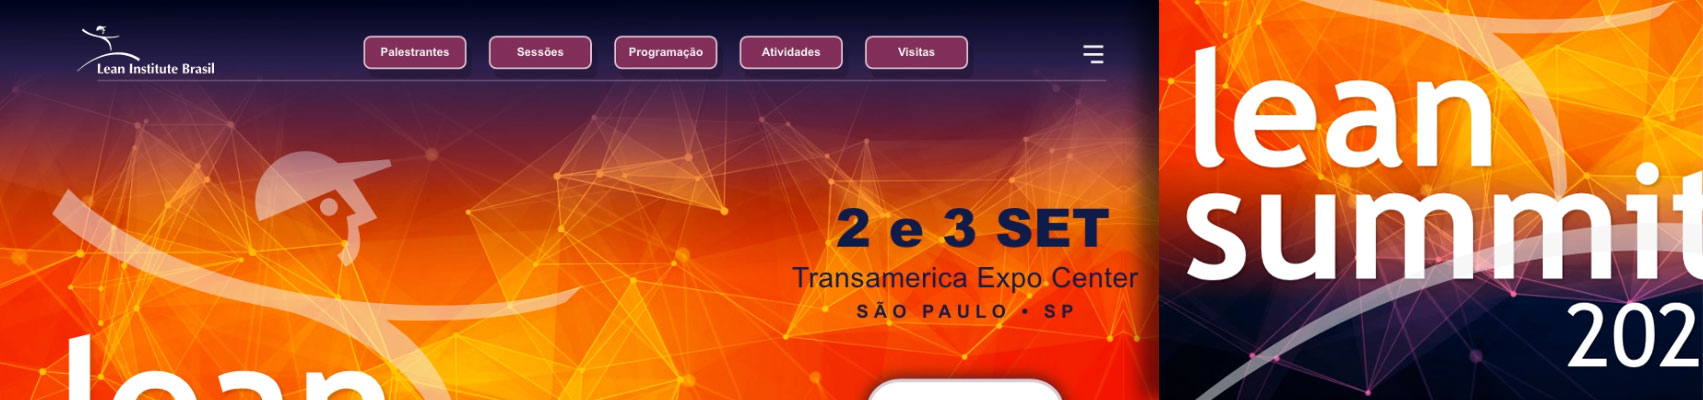 Lean Institute Brasil
Palestrantes
Sessões
Programação
Atividades
Visitas
2 e 3 SET
Transamerica Expo Center
SÃO PAULO • SP
lean
lean
summit
202